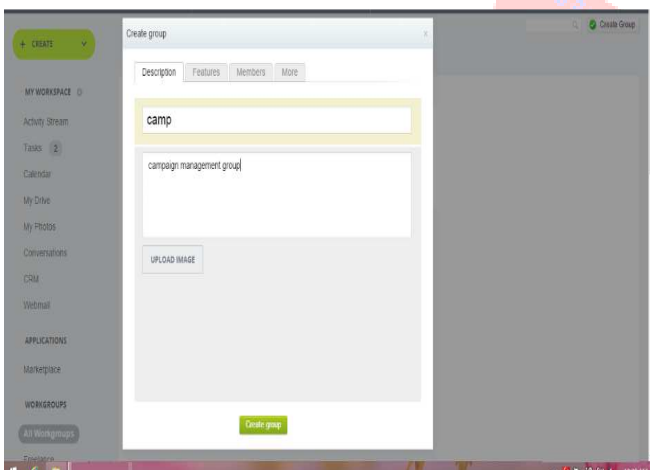 Create Group
Create group
x
+ CREATE
Description Features Members More
MY WORKSPACE
camp
Activity Stream
Tasks 2
campaign management group
Calendar
My Drive
My Photos
Conversations
UPLOAD IMAGE
CRM
Webmail
APPLICATIONS
Marketplace
WORKGROUPS
Create group
All Workgroups
Freelance